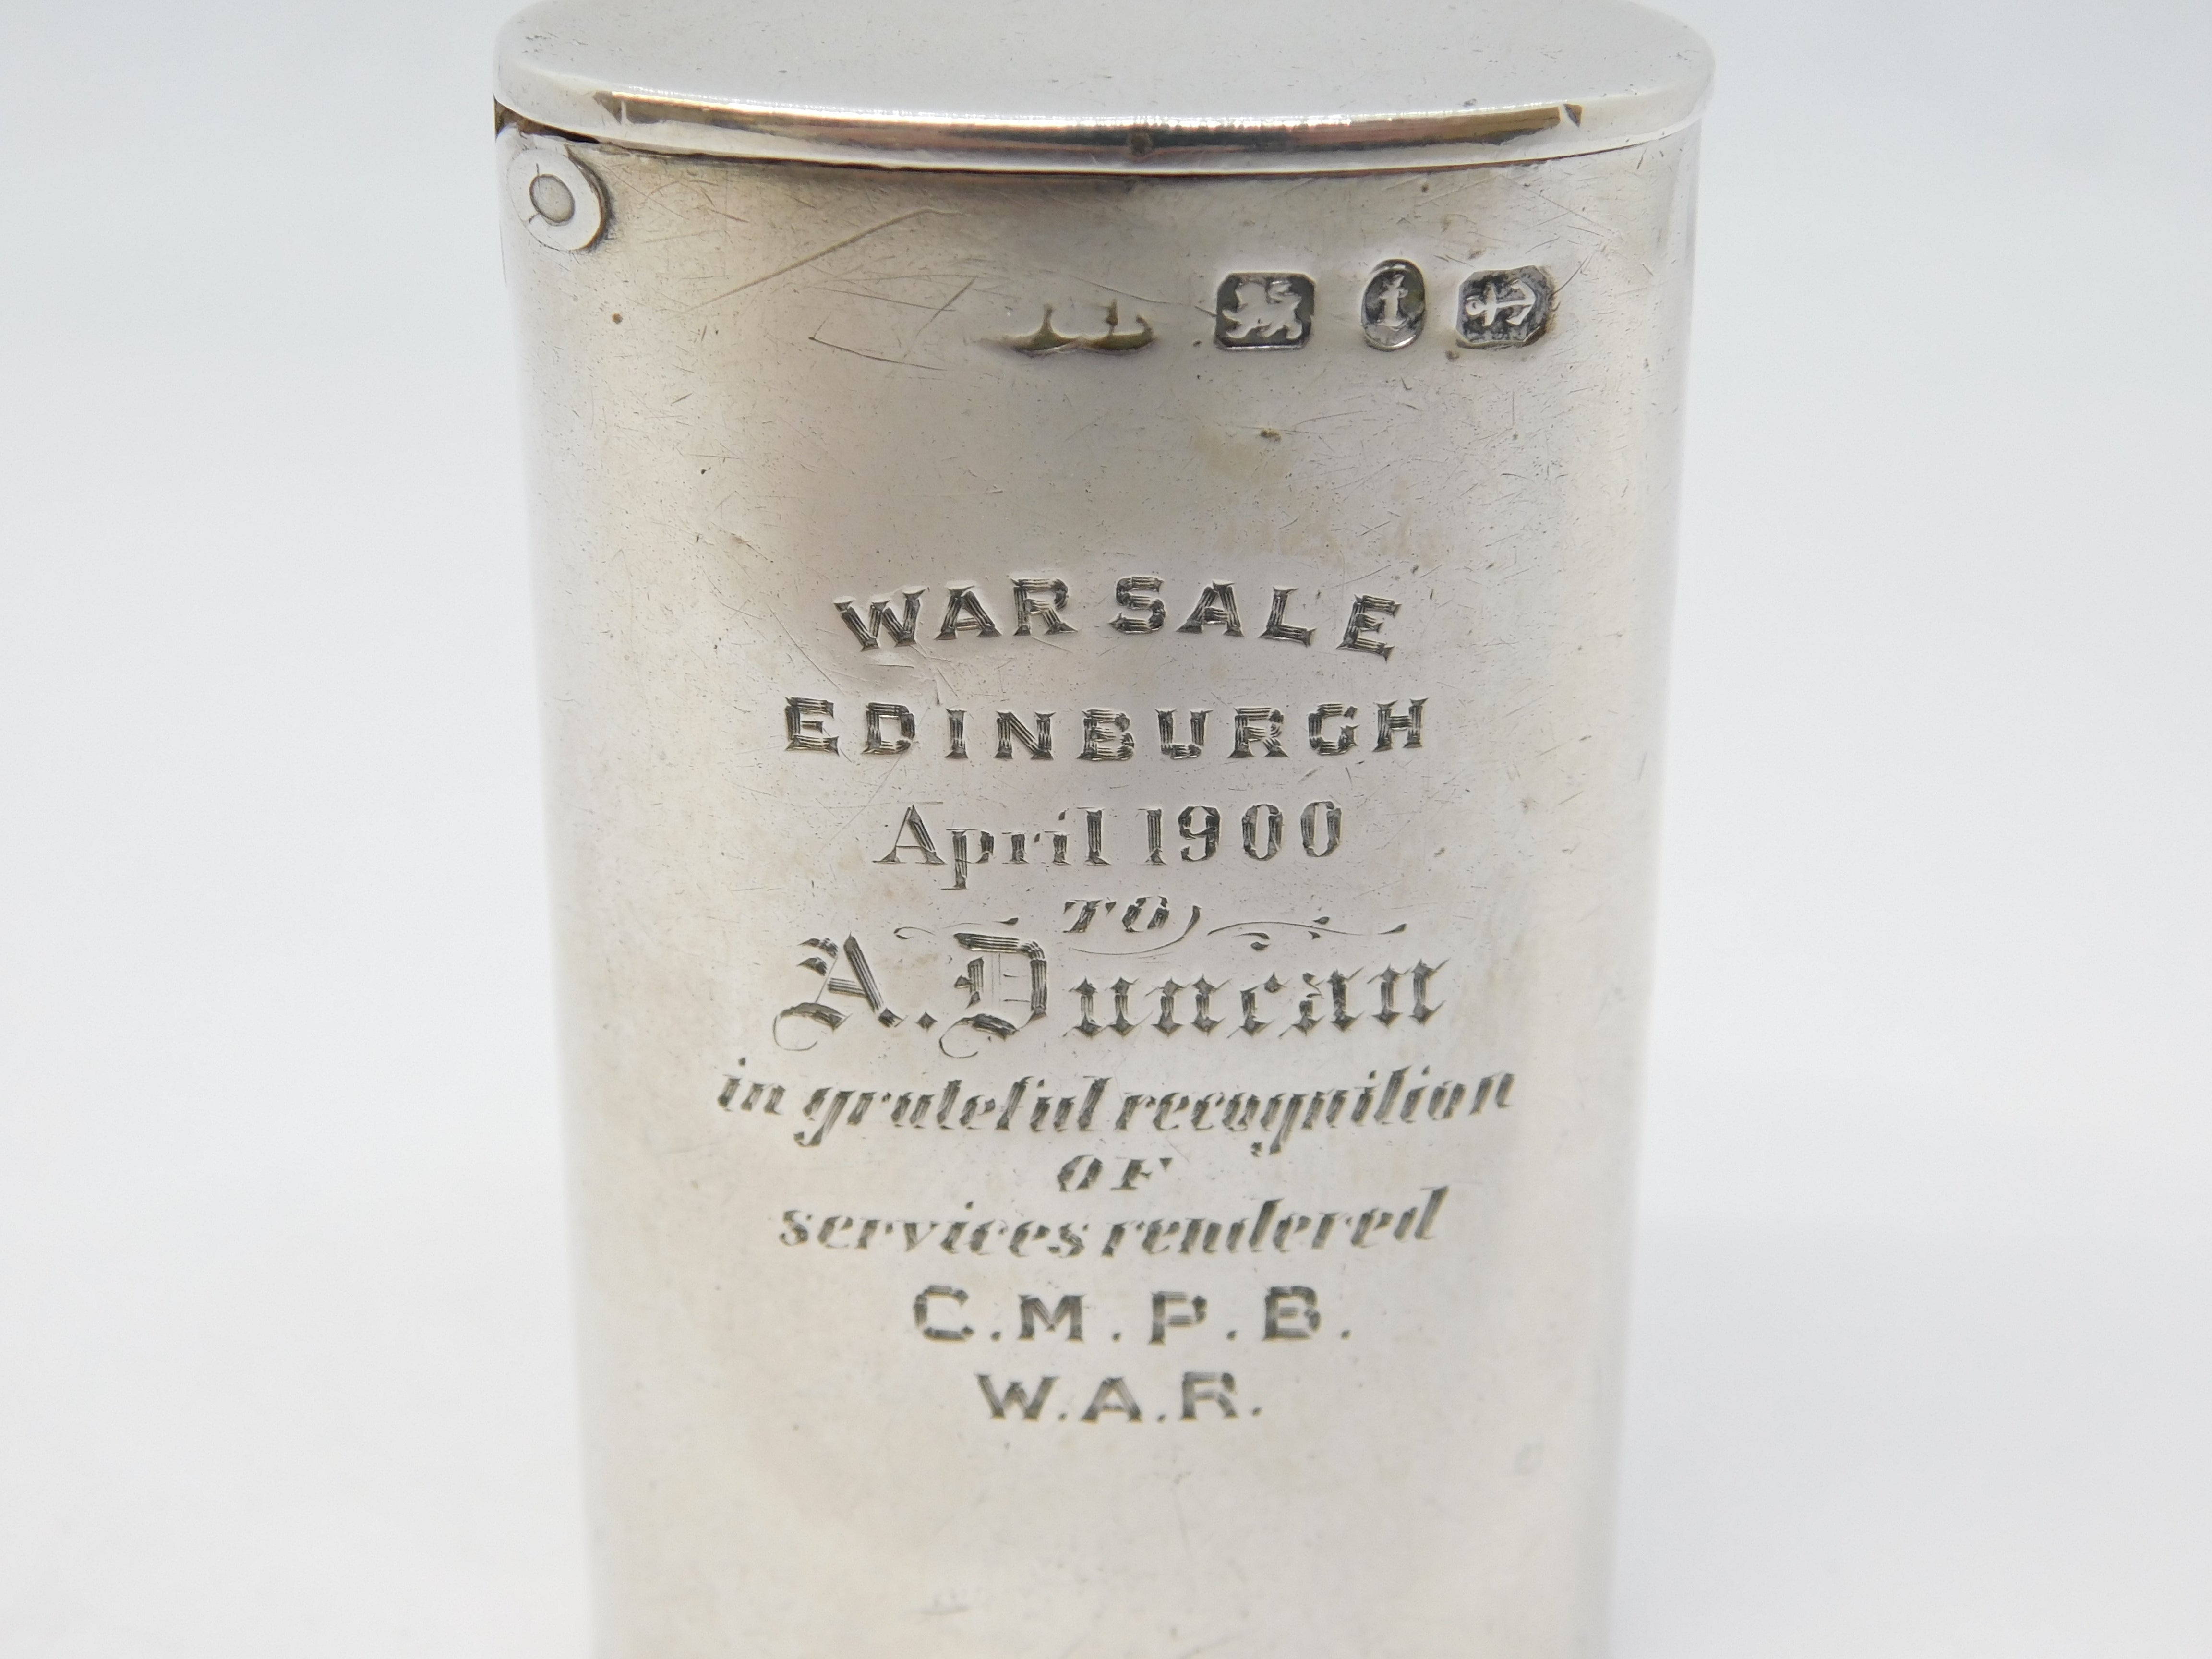 WAR SALE
EDINBURGH
April 1900
TO
A. Duncan
in grateful recognition
OF
services rendered
C.M.P.B.
W.A.R.